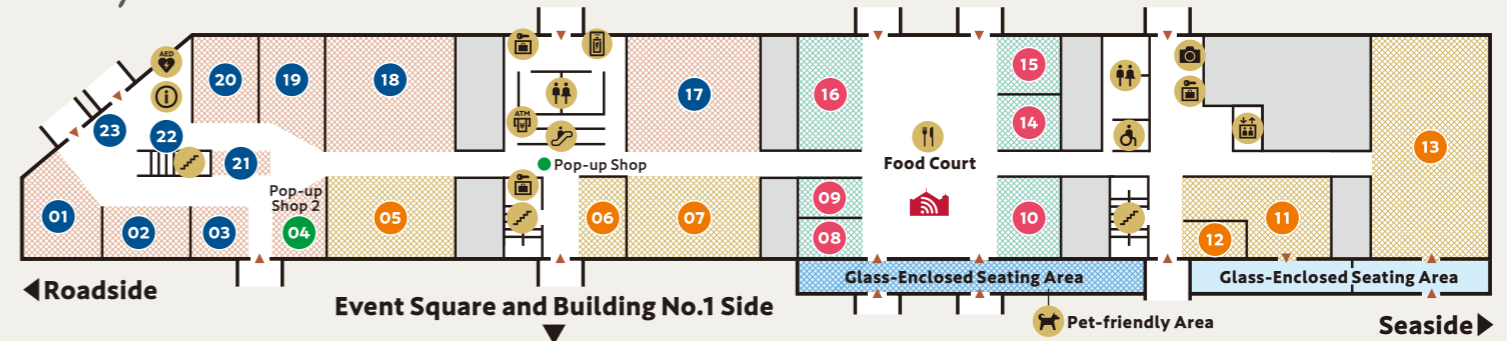 AED
20
19
18
17
16
15
14
13
23
22
21
ATM
Pop-up Shop
Food Court
Pop-up
Shop 2
01
02
03
04
05
06
07
09
08
10
12
11
Glass-Enclosed Seating Area
Glass-Enclosed Seating Area
Roadside
Event Square and Building No.1 Side
Pet-friendly Area
Seaside